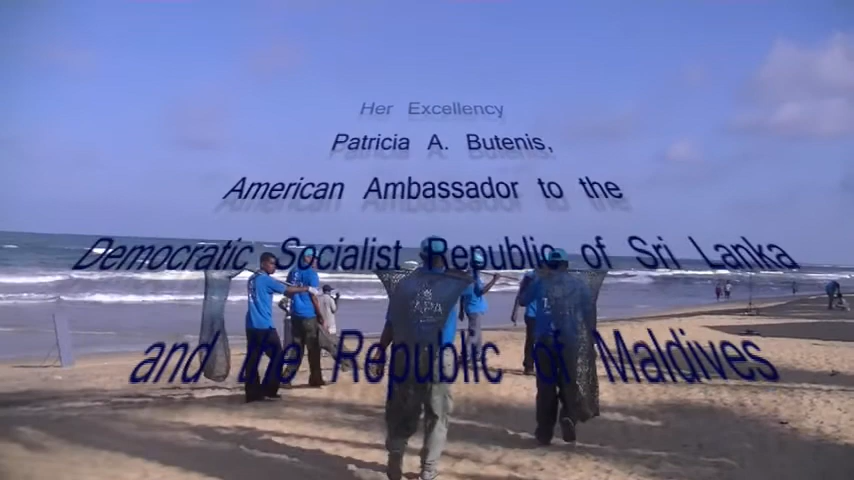 Her Excellency
Patricia A. Butenis,
American Ambassador to the
Democratic Socialist Republic of Sri Lanka
and the Republic of Maldives
APA